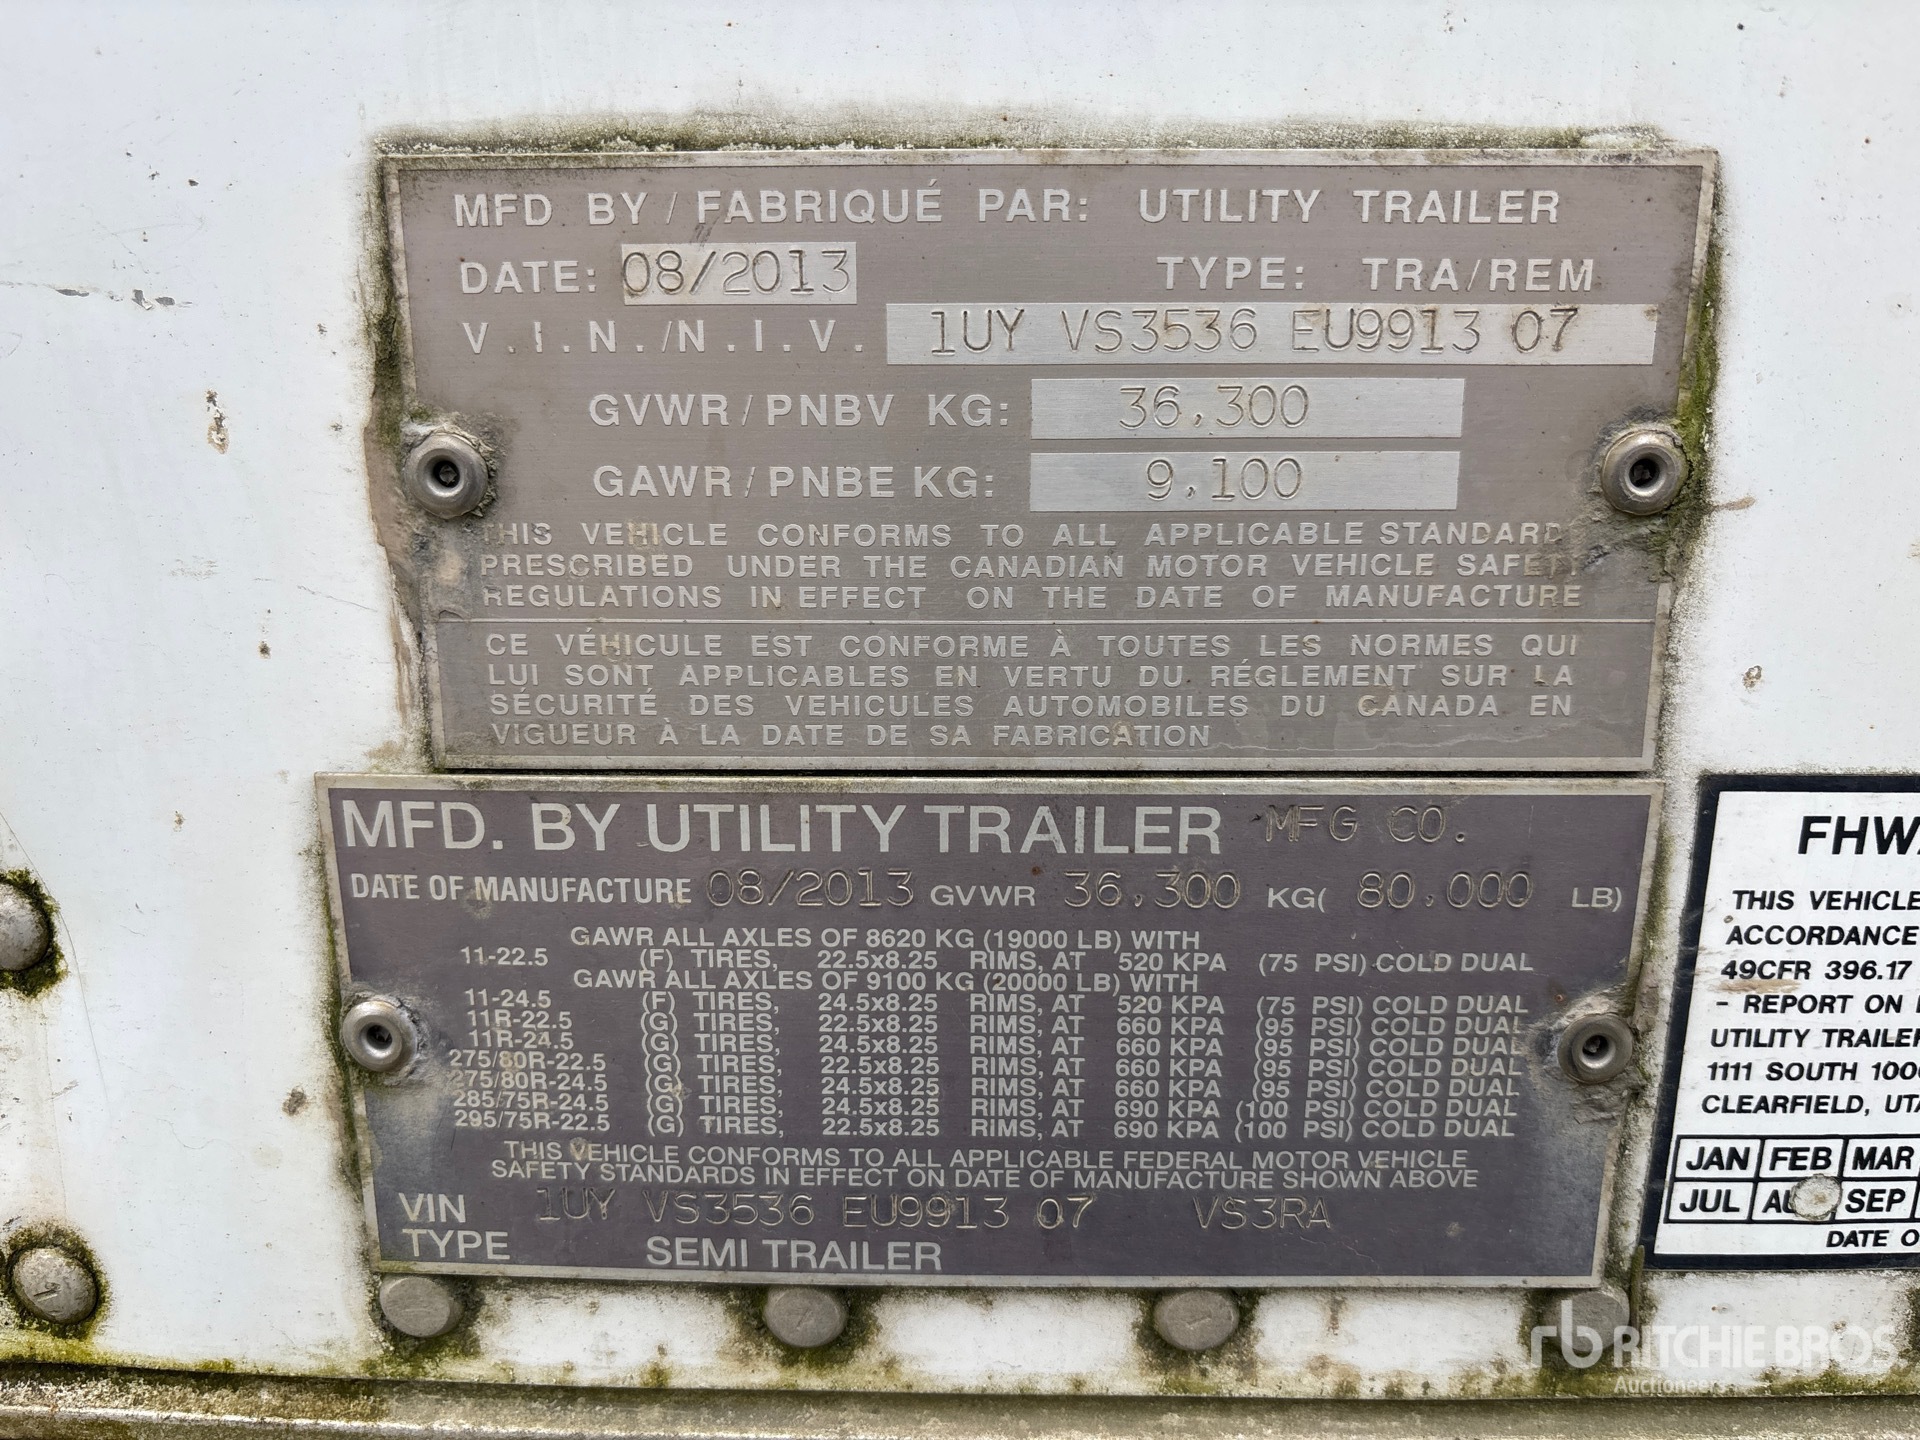 MFD BY / FABRIQUÉ PAR: UTILITY TRAILER
DATE: 08/2013 TYPE: TRA/REM
V.I.N./N.I.V. 1UY VS3536 EU9913 07
GVWR / PNBV KG: 36,300
GAWR / PNBE KG: 9,100
THIS VEHICLE CONFORMS TO ALL APPLICABLE STANDARD
PRESCRIBED UNDER THE CANADIAN MOTOR VEHICLE SAFETY
REGULATIONS IN EFFECT ON THE DATE OF MANUFACTURE
CE VÉHICULE EST CONFORME À TOUTES LES NORMES QUI
LUI SONT APPLICABLES EN VERTU DU RÉGLEMENT SUR LA
SÉCURITÉ DES VEHICULES AUTOMOBILES DU CANADA EN
VIGUEUR À LA DATE DE SA FABRICATION
MFD. BY UTILITY TRAILER MFG CO.
DATE OF MANUFACTURE 08/2013 GVWR 36,300 KG( 80,000 LB)
GAWR ALL AXLES OF 8620 KG (19000 LB) WITH
11-22.5 (F) TIRES, 22.5x8.25 RIMS, AT 520 KPA (75 PSI) COLD DUAL
GAWR ALL AXLES OF 9100 KG (20000 LB) WITH
11-24.5 (F) TIRES, 24.5x8.25 RIMS, AT 520 KPA (75 PSI) COLD DUAL
11R-22.5 (G) TIRES, 22.5x8.25 RIMS, AT 660 KPA (95 PSI) COLD DUAL
11R-24.5 (G) TIRES, 24.5x8.25 RIMS, AT 660 KPA (95 PSI) COLD DUAL
275/80R-22.5 (G) TIRES, 22.5x8.25 RIMS, AT 660 KPA (95 PSI) COLD DUAL
275/80R-24.5 (G) TIRES, 24.5x8.25 RIMS, AT 660 KPA (95 PSI) COLD DUAL
285/75R-24.5 (G) TIRES, 24.5x8.25 RIMS, AT 690 KPA (100 PSI) COLD DUAL
295/75R-22.5 (G) TIRES, 22.5x8.25 RIMS, AT 690 KPA (100 PSI) COLD DUAL
THIS VEHICLE CONFORMS TO ALL APPLICABLE FEDERAL MOTOR VEHICLE
SAFETY STANDARDS IN EFFECT ON DATE OF MANUFACTURE SHOWN ABOVE
VIN 1UY VS3536 EU9913 07 VS3RA
TYPE SEMI TRAILER
FHWA
THIS VEHICLE
ACCORDANCE
49CFR 396.17
- REPORT ON
UTILITY TRAILER
1111 SOUTH 100
CLEARFIELD, UTA
JAN FEB MAR
JUL AUG SEP
DATE O
rb RITCHIE BROS.
Auctioneers